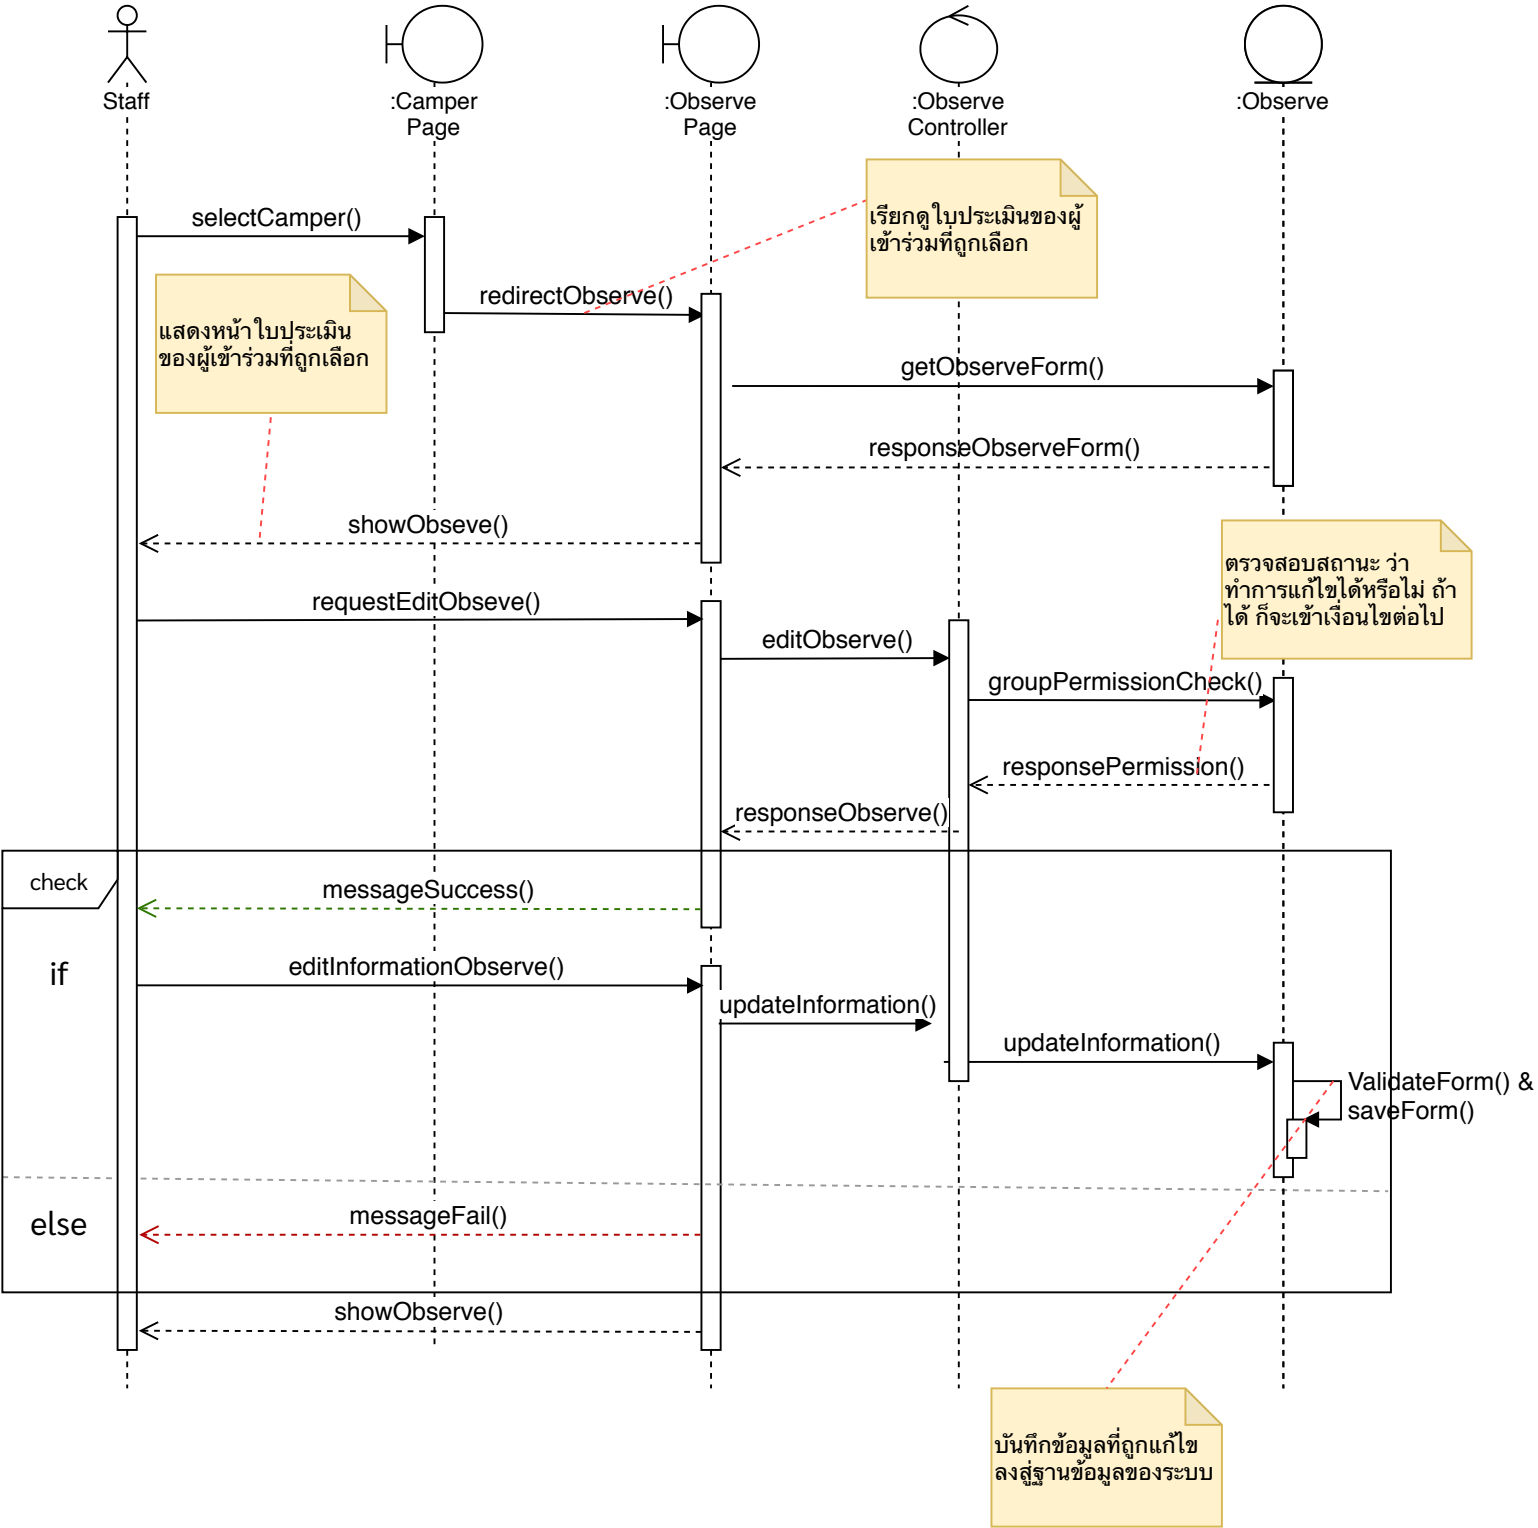 Staff
:Camper
Page
:Observe
Page
:Observe
Controller
:Observe
selectCamper()
เรียกดูใบประเมินของผู้
เข้าร่วมที่ถูกเลือก
redirectObserve()
แสดงหน้าใบประเมิน
ของผู้เข้าร่วมที่ถูกเลือก
getObserveForm()
responseObserveForm()
showObseve()
ตรวจสอบสถานะ ว่า
ทำการแก้ไขได้หรือไม่ ถ้า
ได้ ก็จะเข้าเงื่อนไขต่อไป
requestEditObseve()
editObserve()
groupPermissionCheck()
responsePermission()
responseObserve()
check
messageSuccess()
if
editInformationObserve()
updateInformation()
updateInformation()
ValidateForm() &
saveForm()
else
messageFail()
showObserve()
บันทึกข้อมูลที่ถูกแก้ไข
ลงสู่ฐานข้อมูลของระบบ